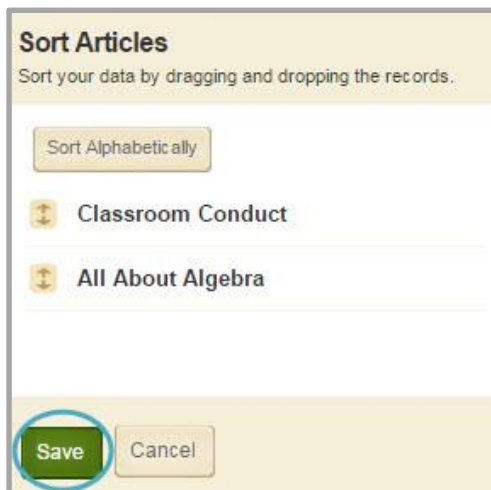 Sort Articles
Sort your data by dragging and dropping the records.
Sort Alphabetically
Classroom Conduct
All About Algebra
Save
Cancel